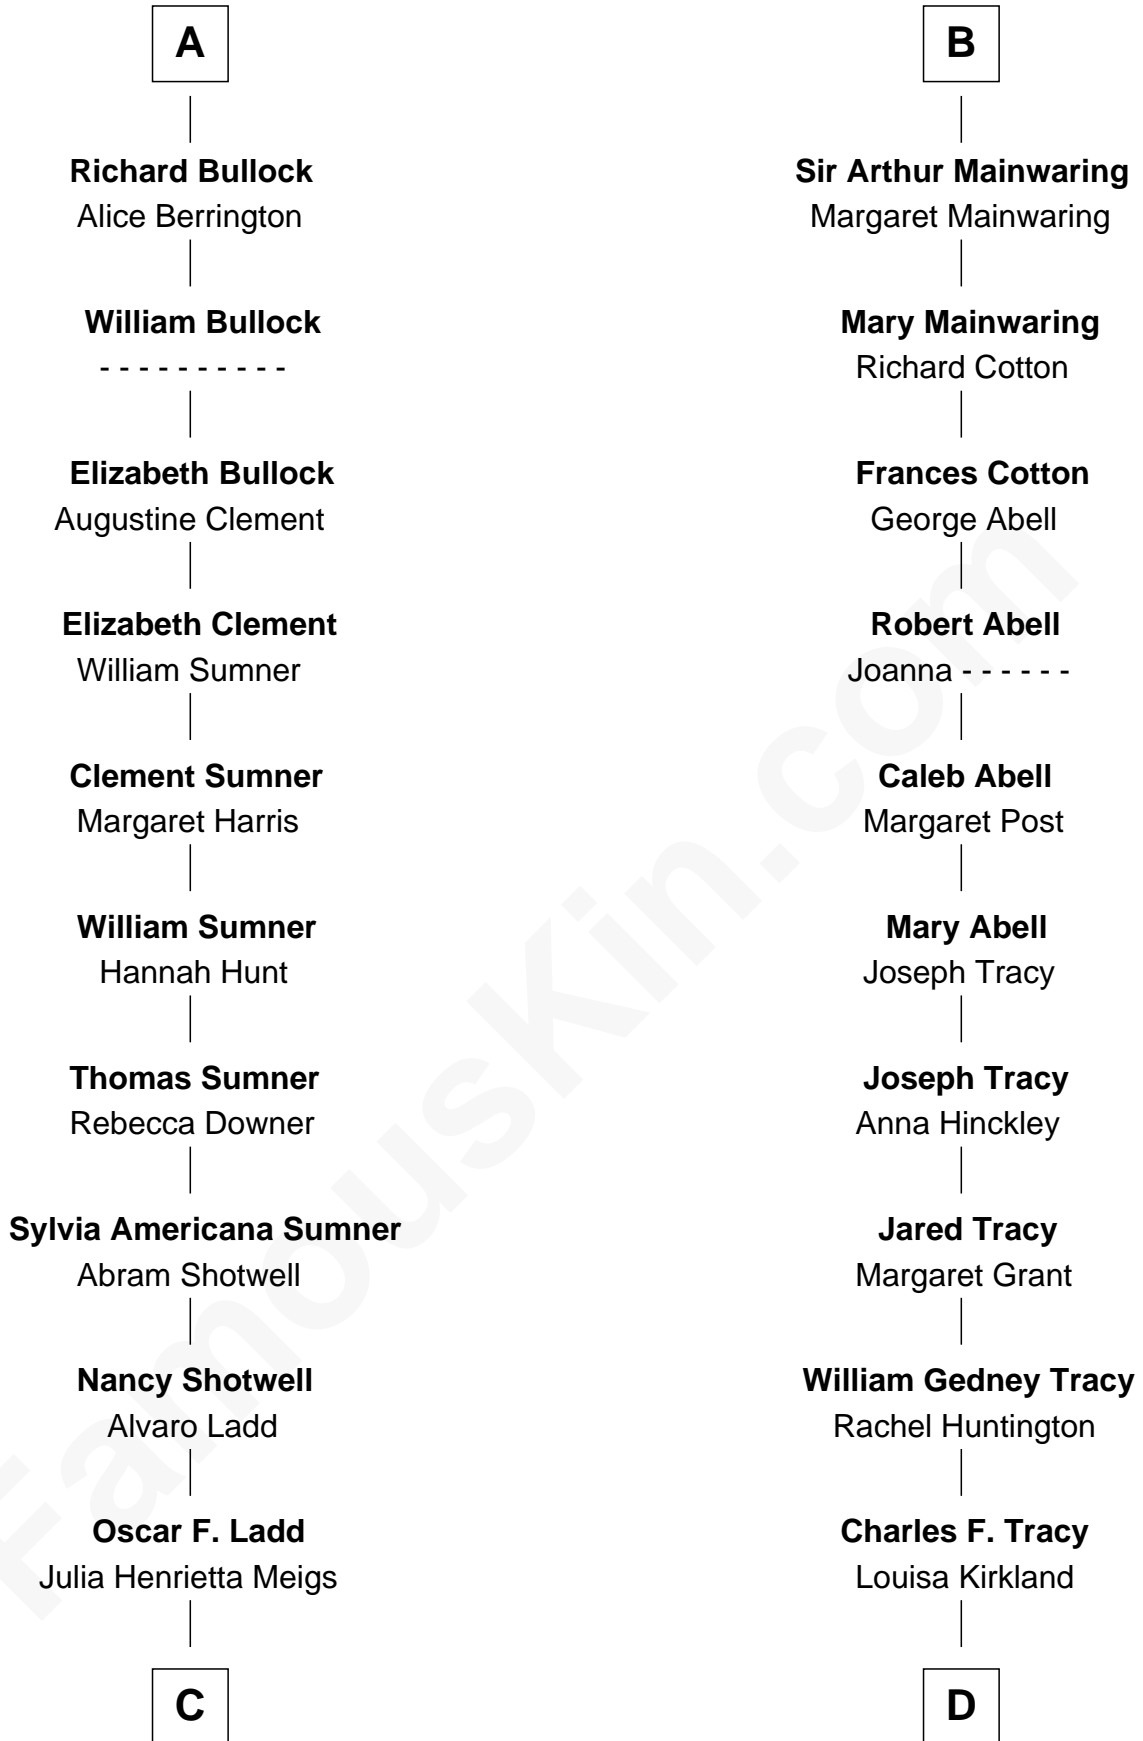 A
Richard Bullock
Alice Berrington
William Bullock
- - - - - - - - - -
Elizabeth Bullock
Augustine Clement
Elizabeth Clement
William Sumner
Clement Sumner
Margaret Harris
William Sumner
Hannah Hunt
Thomas Sumner
Rebecca Downer
Sylvia Americana Sumner
Abram Shotwell
Nancy Shotwell
Alvaro Ladd
Oscar F. Ladd
Julia Henrietta Meigs
C
B
Sir Arthur Mainwaring
Margaret Mainwaring
Mary Mainwaring
Richard Cotton
Frances Cotton
George Abell
Robert Abell
Joanna - - - - - -
Caleb Abell
Margaret Post
Mary Abell
Joseph Tracy
Joseph Tracy
Anna Hinckley
Jared Tracy
Margaret Grant
William Gedney Tracy
Rachel Huntington
Charles F. Tracy
Louisa Kirkland
D
FamousKin.com